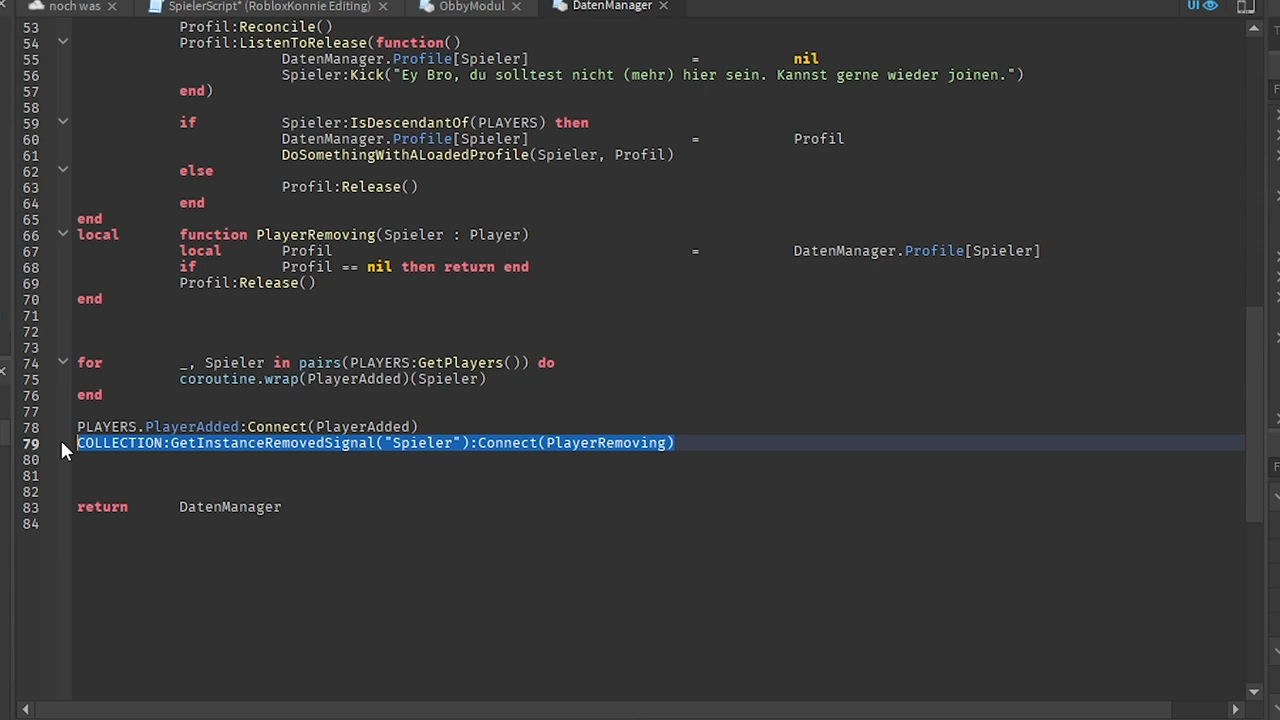 noch was SpielerScript* (RobloxKonnie Editing) ObbyModul DatenManager UI
53 Profil:Reconcile()
54 Profil:ListenToRelease(function()
55 DatenManager.Profile[Spieler] = nil
56 Spieler:Kick("Ey Bro, du solltest nicht (mehr) hier sein. Kannst gerne wieder joinen.")
57 end)
58
59 if Spieler:IsDescendantOf(PLAYERS) then
60 DatenManager.Profile[Spieler] = Profil
61 DoSomethingWithALoadedProfile(Spieler, Profil)
62 else
63 Profil:Release()
64 end
65 end
66 local function PlayerRemoving(Spieler : Player)
67 local Profil = DatenManager.Profile[Spieler]
68 if Profil == nil then return end
69 Profil:Release()
70 end
71
72
73
74 for _, Spieler in pairs(PLAYERS:GetPlayers()) do
75 coroutine.wrap(PlayerAdded)(Spieler)
76 end
77
78 PLAYERS.PlayerAdded:Connect(PlayerAdded)
79 COLLECTION:GetInstanceRemovedSignal("Spieler"):Connect(PlayerRemoving)
80
81
82
83 return DatenManager
84